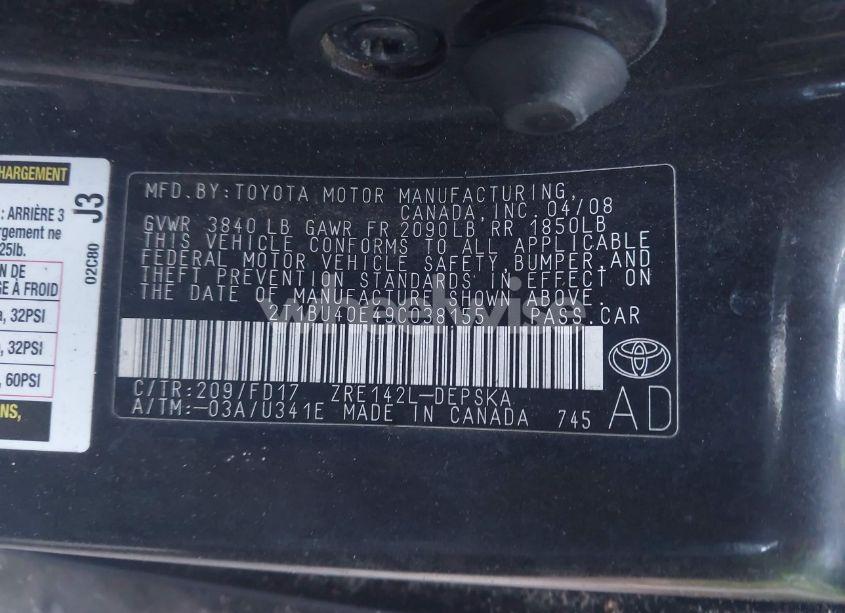 CHARGEMENT
: ARRIÈRE 3
rgement ne
25lb.
N DE
GE À FROID
a, 32PSI
, 32PSI
, 60PSI
NS,
J3
02C80
MFD. BY: TOYOTA MOTOR MANUFACTURING,
CANADA, INC. 04/08
GVWR 3840 LB GAWR FR 2090LB RR 1850LB
THIS VEHICLE CONFORMS TO ALL APPLICABLE
FEDERAL MOTOR VEHICLE SAFETY, BUMPER, AND
THEFT PREVENTION STANDARDS IN EFFECT ON
THE DATE OF MANUFACTURE SHOWN ABOVE.
PASS.CAR
C/TR:209/FD17 ZRE142L-DEPSKA
A/TM:-03A/U341E MADE IN CANADA 745
AD